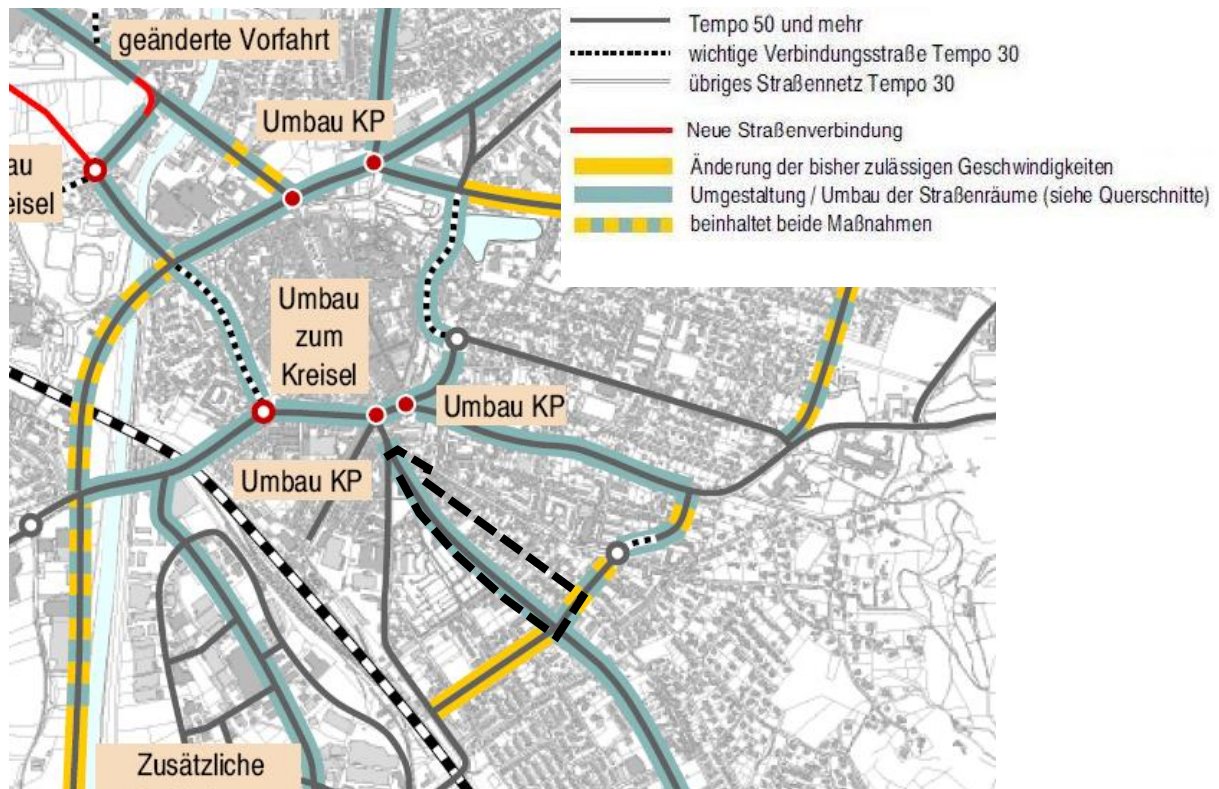 geänderte Vorfahrt
Umbau KP
au
eisel
Umbau
zum
Kreisel
Umbau KP
Umbau KP
Zusätzliche
Tempo 50 und mehr
wichtige Verbindungsstraße Tempo 30
übriges Straßennetz Tempo 30
Neue Straßenverbindung
Änderung der bisher zulässigen Geschwindigkeiten
Umgestaltung / Umbau der Straßenräume (siehe Querschnitte)
beinhaltet beide Maßnahmen